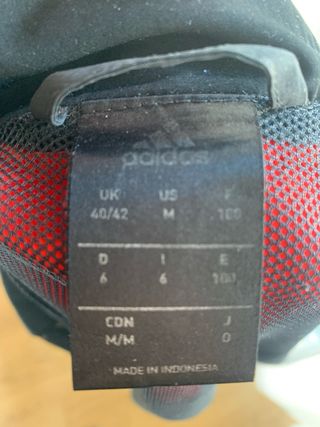 adidas
UK US F
40/42 M 180
D I E
6 6 180
CDN J
M/M O
MADE IN INDONESIA